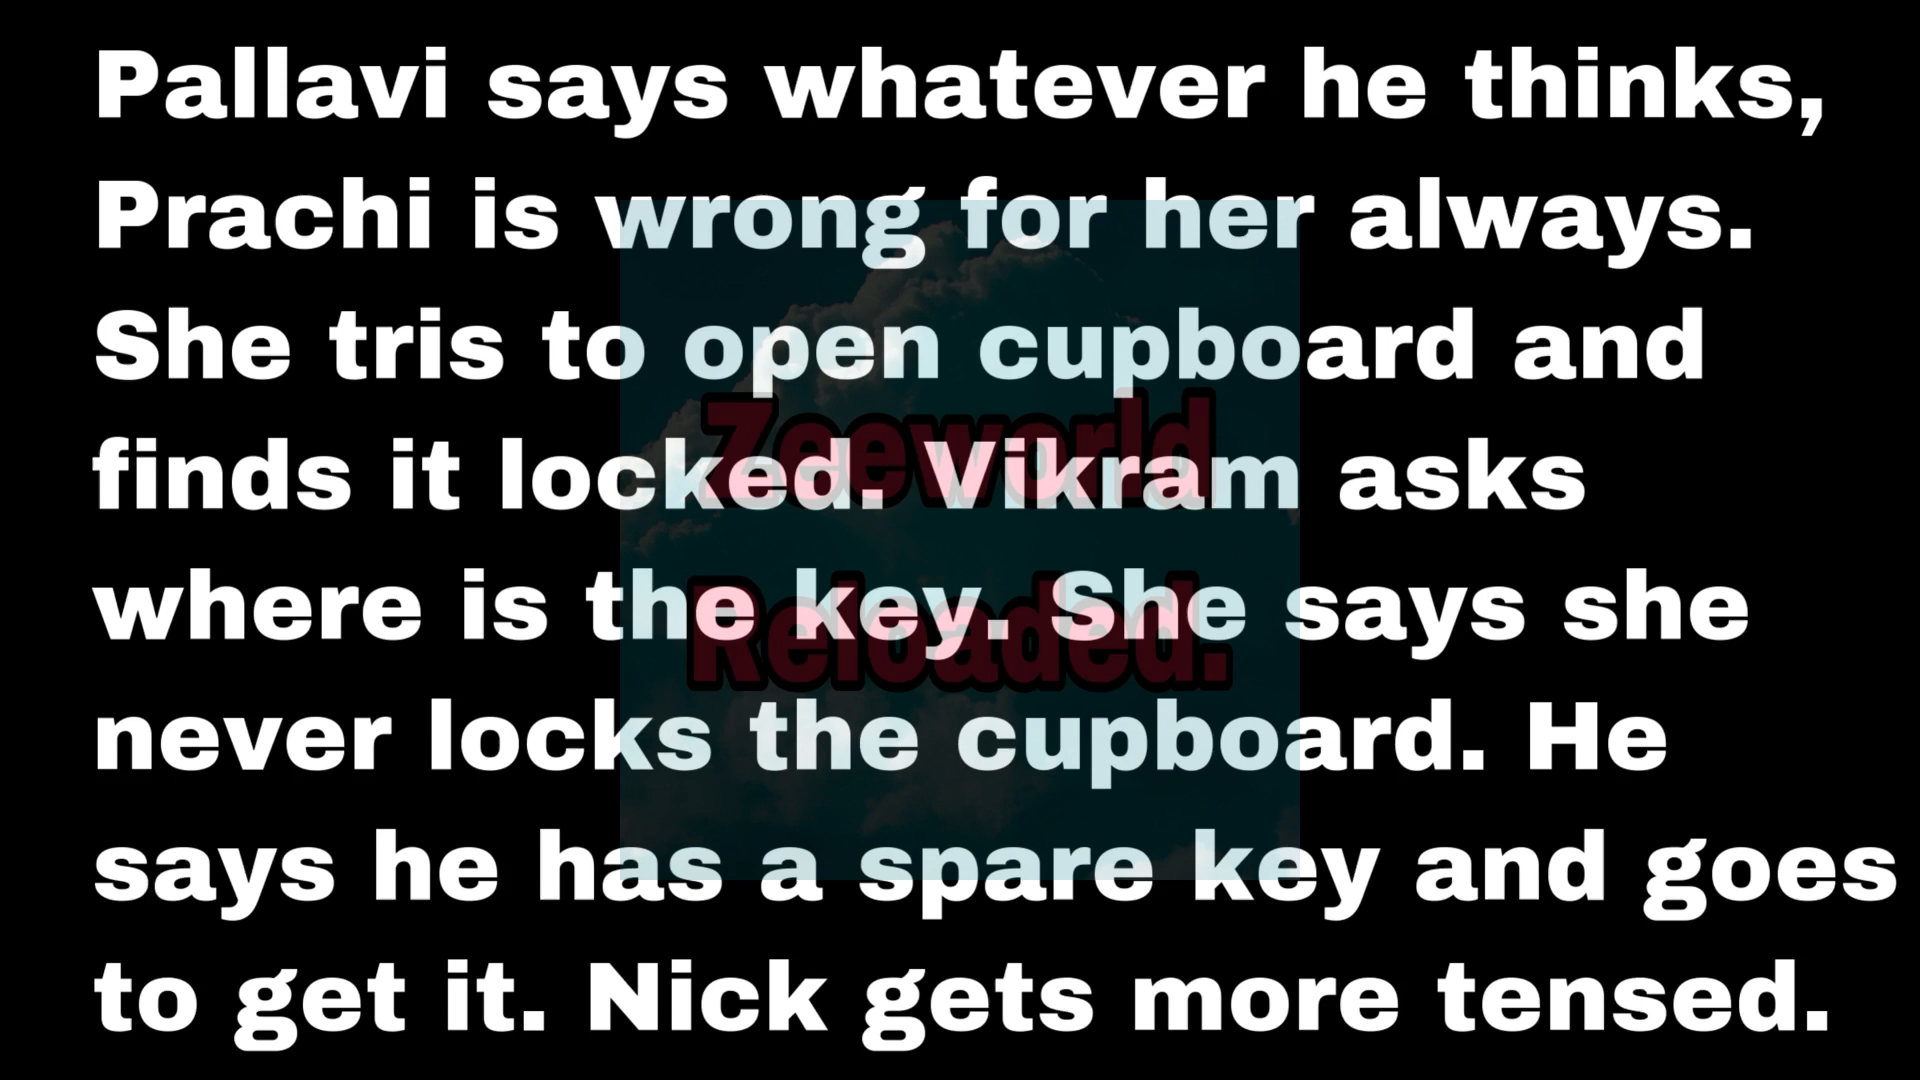 Pallavi says whatever he thinks,
Prachi is wrong for her always.
She tris to open cupboard and
finds it locked. Vikram asks
where is the key. She says she
never locks the cupboard. He
says he has a spare key and goes
to get it. Nick gets more tensed.
Zeeworld
Reloaded.